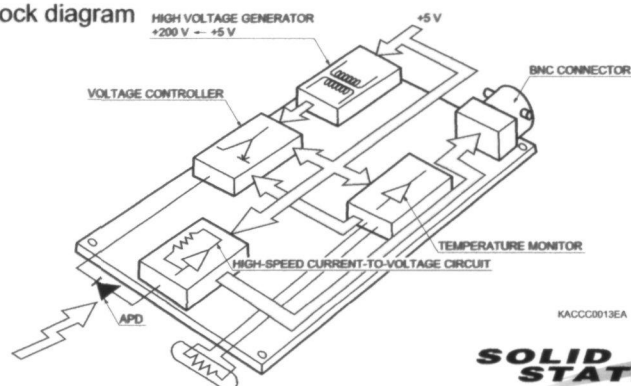 ock diagram
HIGH VOLTAGE GENERATOR
+200 V ← +5 V
+5 V
BNC CONNECTOR
VOLTAGE CONTROLLER
TEMPERATURE MONITOR
HIGH-SPEED CURRENT-TO-VOLTAGE CIRCUIT
APD
KACCC0013EA
SOLID
STAT